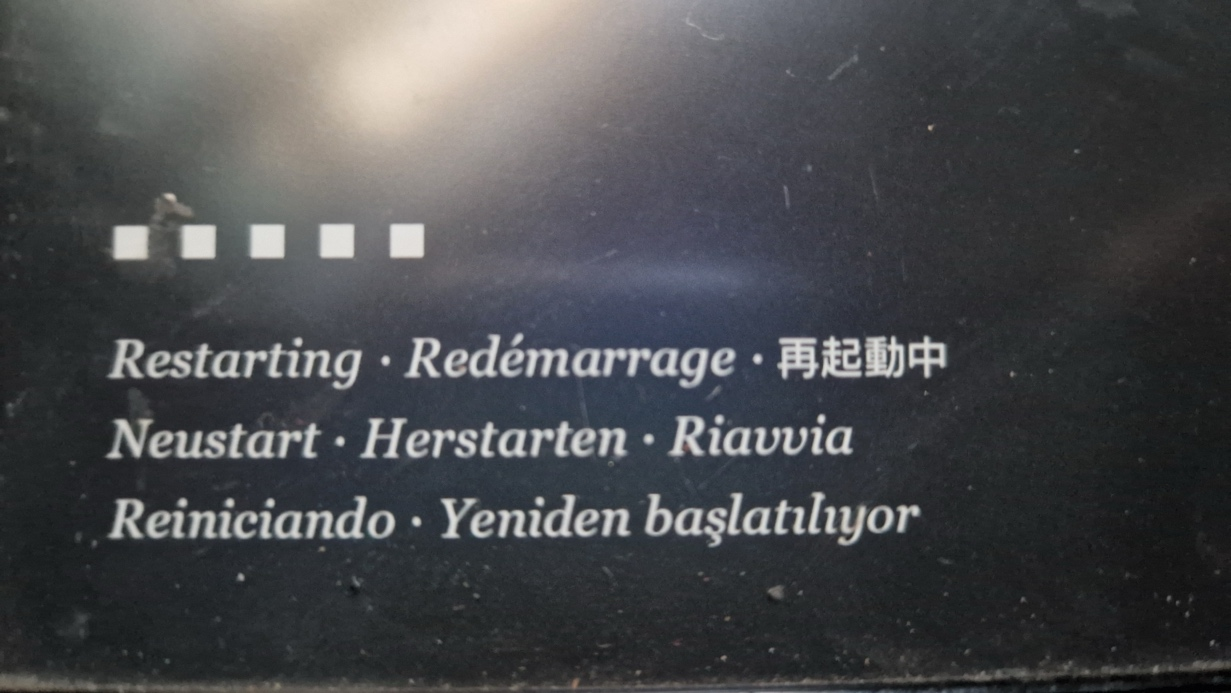 Restarting · Redémarrage · 再起動中
Neustart · Herstarten · Riavvia
Reiniciando · Yeniden başlatılıyor